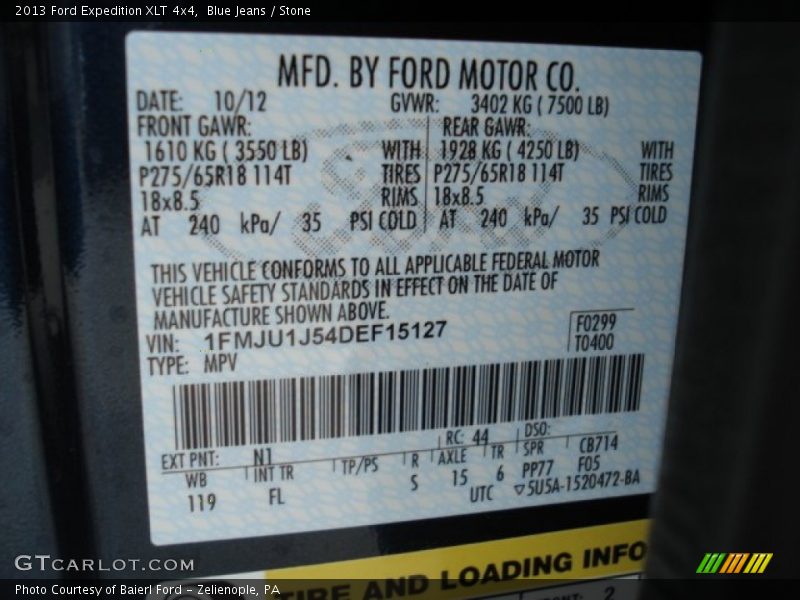 2013 Ford Expedition XLT 4x4, Blue Jeans / Stone
MFD. BY FORD MOTOR CO.
DATE: 10/12 GVWR: 3402 KG ( 7500 LB)
FRONT GAWR: REAR GAWR:
1610 KG ( 3550 LB) WITH 1928 KG ( 4250 LB) WITH
P275/65R18 114T TIRES P275/65R18 114T TIRES
18x8.5 RIMS 18x8.5 RIMS
AT 240 kPa/ 35 PSI COLD AT 240 kPa/ 35 PSI COLD
THIS VEHICLE CONFORMS TO ALL APPLICABLE FEDERAL MOTOR
VEHICLE SAFETY STANDARDS IN EFFECT ON THE DATE OF
MANUFACTURE SHOWN ABOVE.
VIN: 1FMJU1J54DEF15127 F0299
TYPE: MPV T0400
EXT PNT: N1 RC: 44 DSO:
WB INT TR TP/PS R AXLE TR SPR CB714
119 FL S 15 6 PP77 F05
UTC ▽5U5A-1520472-BA
TIRE AND LOADING INFO
FRONT: 2
GTCARLOT.COM
Photo Courtesy of Baierl Ford – Zelienople, PA